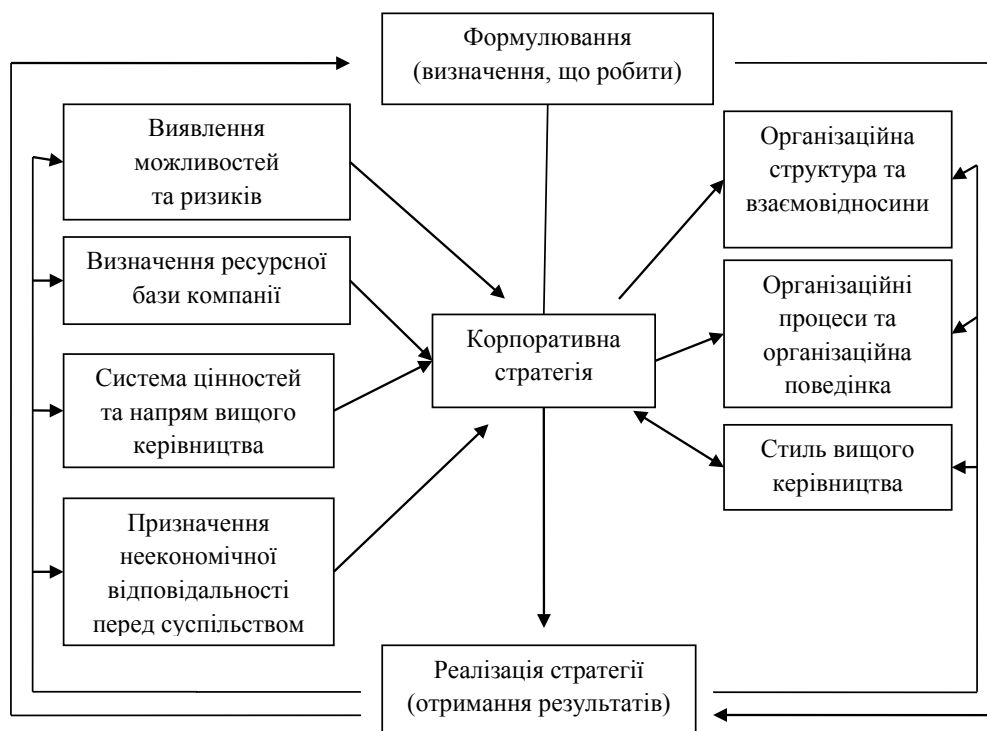 Формулювання
(визначення, що робити)
Виявлення
можливостей
та ризиків
Визначення ресурсної
бази компанії
Система цінностей
та напрям вищого
керівництва
Призначення
неекономічної
відповідальності
перед суспільством
Корпоративна
стратегія
Організаційна
структура та
взаємовідносини
Організаційні
процеси та
організаційна
поведінка
Стиль вищого
керівництва
Реалізація стратегії
(отримання результатів)